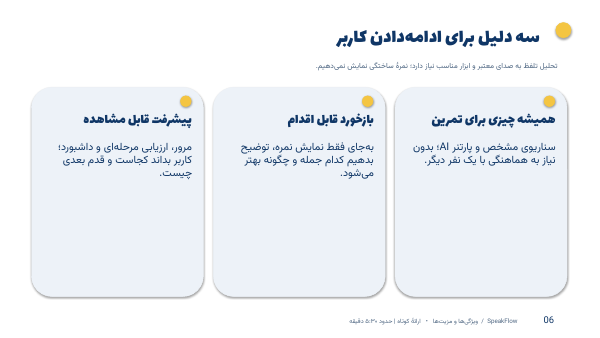 سه دلیل برای ادامه‌دادن کاربر
تحلیل تلفظ به صدای معتبر و ابزار مناسب نیاز دارد؛ نمرهٔ ساختگی نمایش نمی‌دهیم.
همیشه چیزی برای تمرین
سناریوی مشخص و پارتنر AI؛ بدون
نیاز به هماهنگی با یک نفر دیگر.
بازخورد قابل اقدام
به‌جای فقط نمایش نمره، توضیح
بدهیم کدام جمله و چگونه بهتر
می‌شود.
پیشرفت قابل مشاهده
مرور، ارزیابی مرحله‌ای و داشبورد؛
کاربر بداند کجاست و قدم بعدی
چیست.
SpeakFlow / ویژگی‌ها و مزیت‌ها • ارائهٔ کوتاه | حدود ۵:۳۰ دقیقه
06